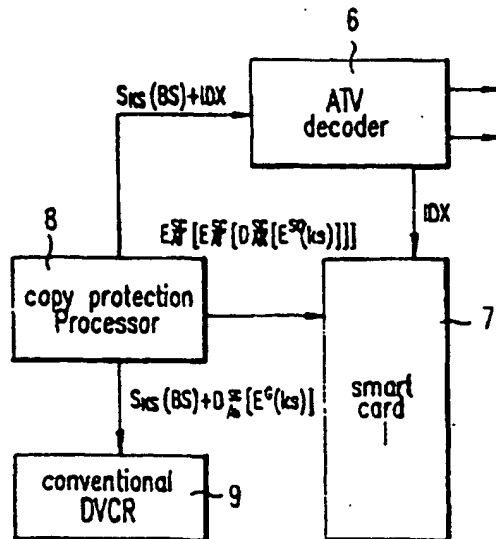 6
ATV
decoder
SKS(BS)+IDX
IDX
8
copy protection
Processor
7
smart
card
SKS(BS)+D
conventional
DVCR
9